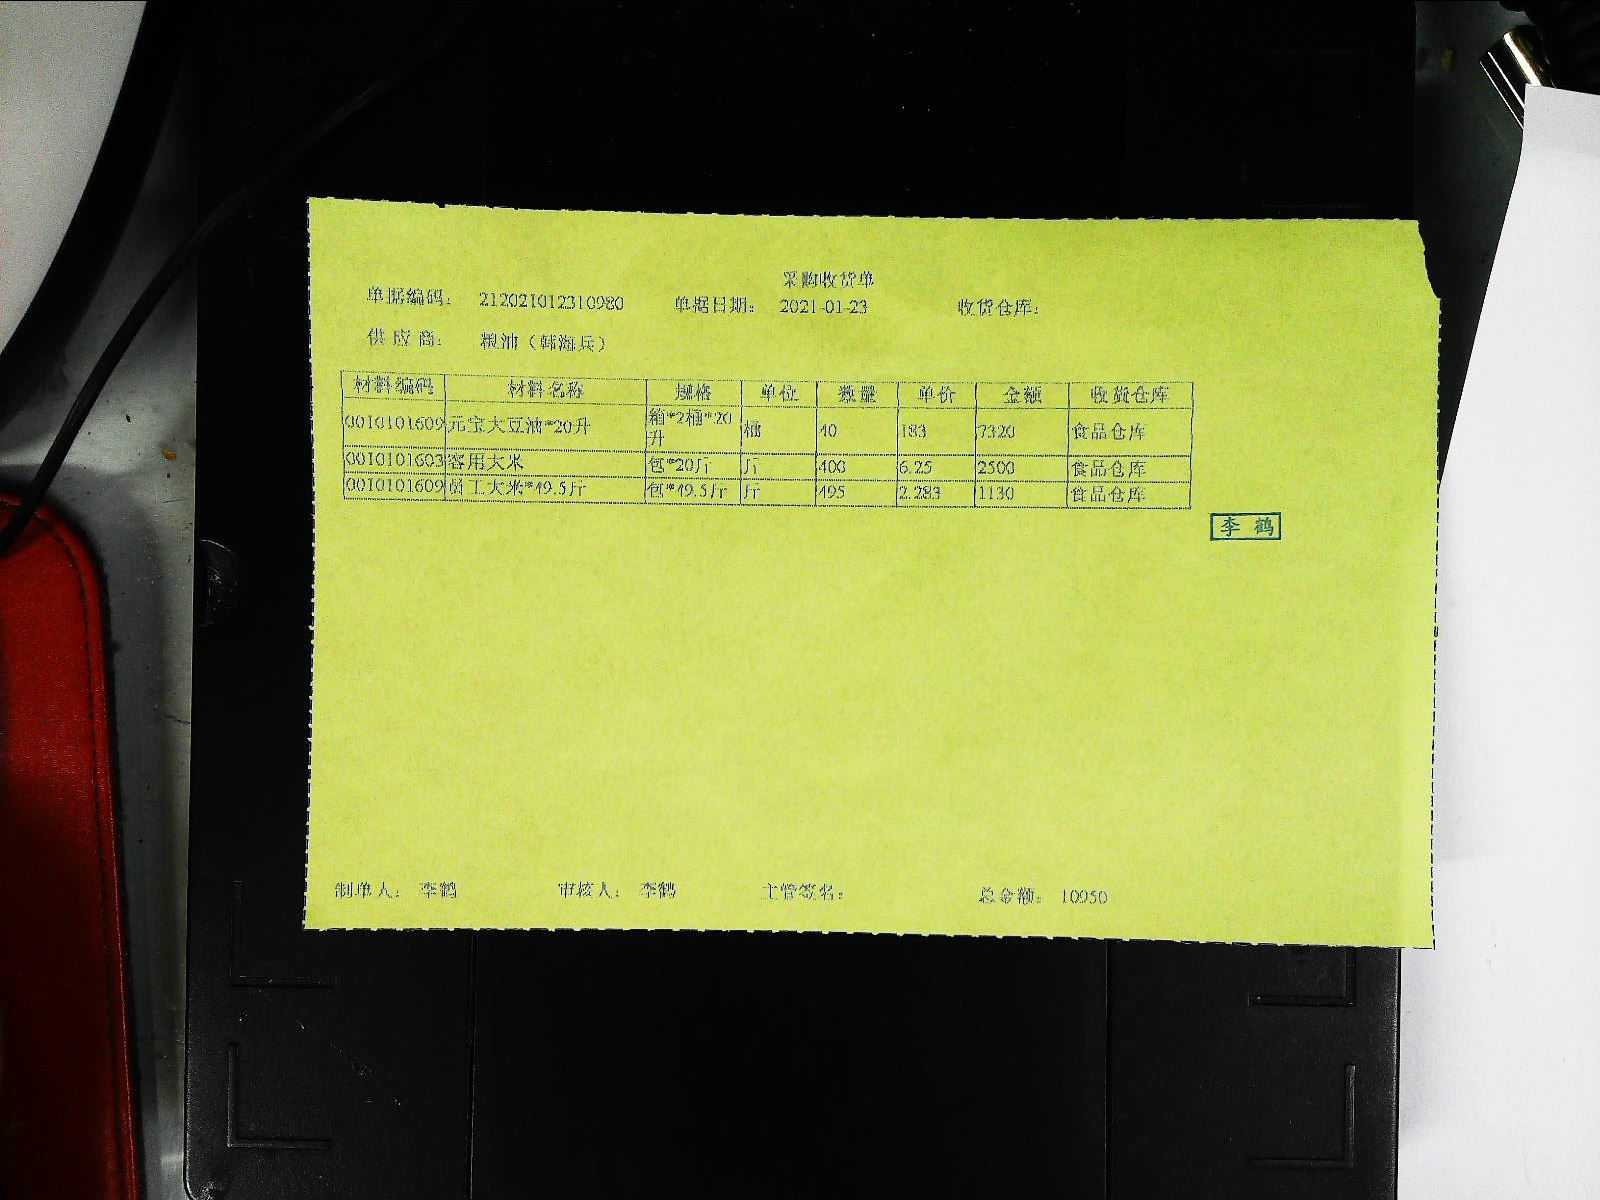 采购收货单
单据编码： 212021012310980 单据日期： 2021-01-23 收货仓库：
供应商： 粮油（韩海兵）
材料编码 材料名称 规格 单位 数量 单价 金额 收货仓库
0010101609 元宝大豆油*20升 箱*2桶*20升 桶 40 183 7320 食品仓库
0010101603 客用大米 包*20斤 斤 400 6.25 2500 食品仓库
0010101609 员工大米*49.5斤 包*49.5斤 斤 495 2.283 1130 食品仓库
李鹤
制单人： 李鹤 审核人： 李鹤 主管签名： 总金额： 10950